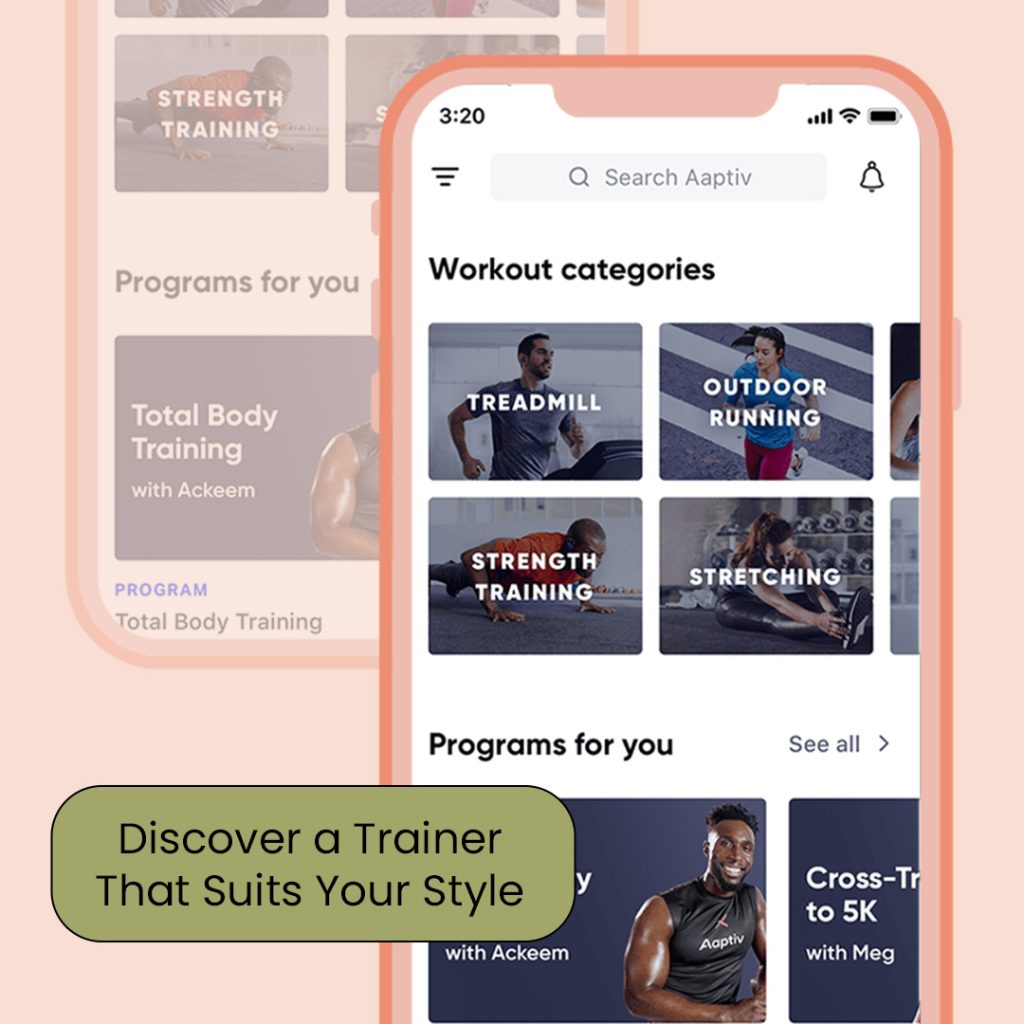 STRENGTH
TRAINING
S
Programs for you
Total Body
Training
with Ackeem
PROGRAM
Total Body Training
3:20
Search Aaptiv
Workout categories
TREADMILL
OUTDOOR
RUNNING
STRENGTH
TRAINING
STRETCHING
Programs for you
See all
y
with Ackeem
Aaptiv
Cross-Tr
to 5K
with Meg
Discover a Trainer
That Suits Your Style